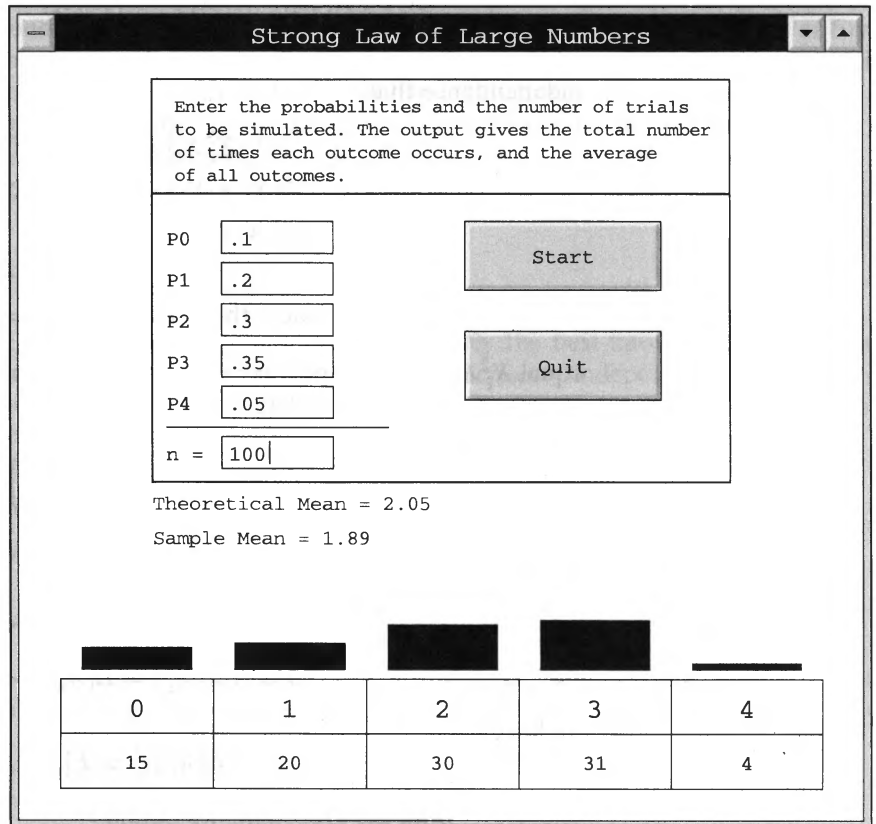 Strong Law of Large Numbers
Enter the probabilities and the number of trials
to be simulated. The output gives the total number
of times each outcome occurs, and the average
of all outcomes.
P0 .1
P1 .2
P2 .3
P3 .35
P4 .05
n = 100
Start
Quit
Theoretical Mean = 2.05
Sample Mean = 1.89
0 1 2 3 4
15 20 30 31 4